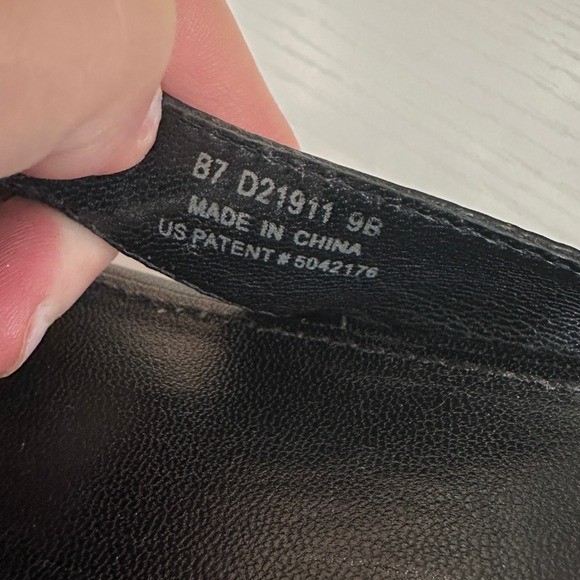 B7 D21911 9B
MADE IN CHINA
US PATENT # 5042176